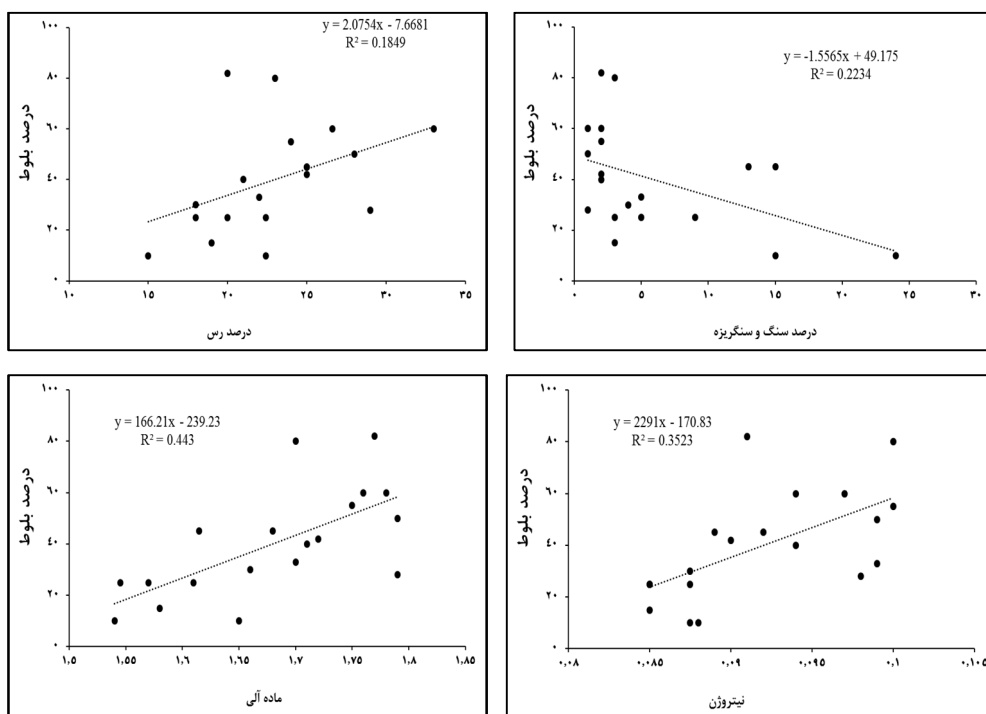 y = 2.0754x - 7.6681
R² = 0.1849
۱۰۰
۸۰
۶۰
۴۰
۲۰
۰
درصد بلوط
۱۰ ۱۵ ۲۰ ۲۵ ۳۰ ۳۵
درصد رس
y = -1.5565x + 49.175
R² = 0.2234
۱۰۰
۸۰
۶۰
۴۰
۲۰
۰
درصد بلوط
۰ ۵ ۱۰ ۱۵ ۲۰ ۲۵ ۳۰
درصد سنگ و سنگریزه
y = 166.21x - 239.23
R² = 0.443
۱۰۰
۸۰
۶۰
۴۰
۲۰
۰
درصد بلوط
۱,۵ ۱,۵۵ ۱,۶ ۱,۶۵ ۱,۷ ۱,۷۵ ۱,۸ ۱,۸۵
ماده آلی
y = 2291x - 170.83
R² = 0.3523
۱۰۰
۸۰
۶۰
۴۰
۲۰
۰
درصد بلوط
۰,۰۸ ۰,۰۸۵ ۰,۰۹ ۰,۰۹۵ ۰,۱ ۰,۱۰۵
نیتروژن